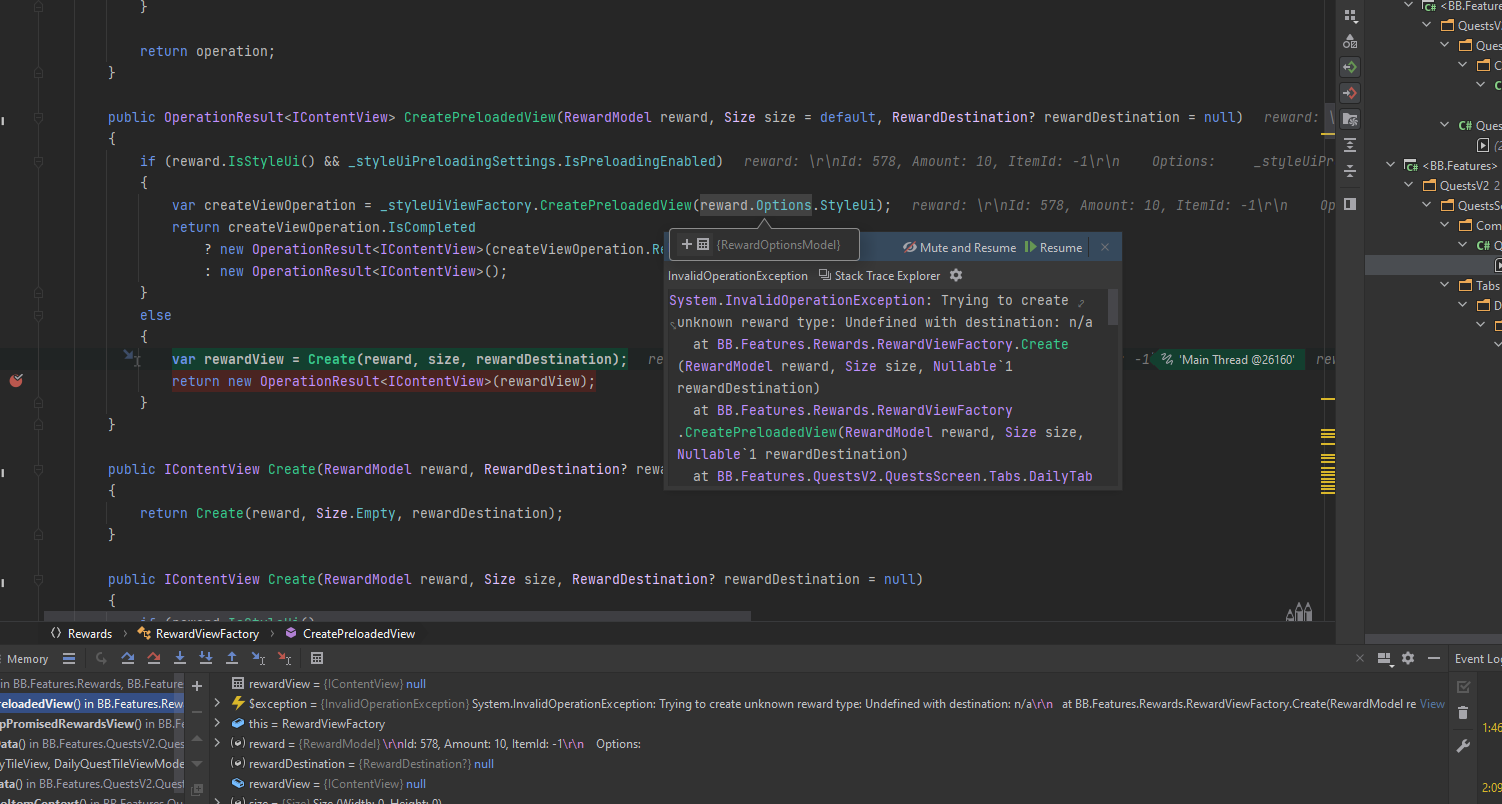 }
return operation;
}
public OperationResult<IContentView> CreatePreloadedView(RewardModel reward, Size size = default, RewardDestination? rewardDestination = null)   reward: \
{
if (reward.IsStyleUi() && _styleUiPreloadingSettings.IsPreloadingEnabled)   reward: \r\nId: 578, Amount: 10, ItemId: -1\r\n    Options:    _styleUiPr
{
var createViewOperation = _styleUiViewFactory.CreatePreloadedView(reward.Options.StyleUi);   reward: \r\nId: 578, Amount: 10, ItemId: -1\r\n    Op
return createViewOperation.IsCompleted
? new OperationResult<IContentView>(createViewOperation.Re
: new OperationResult<IContentView>();
}
else
{
var rewardView = Create(reward, size, rewardDestination);   re
-1   'Main Thread @26160'   rew
return new OperationResult<IContentView>(rewardView);
}
}
public IContentView Create(RewardModel reward, RewardDestination? rewa
{
return Create(reward, Size.Empty, rewardDestination);
}
public IContentView Create(RewardModel reward, Size size, RewardDestination? rewardDestination = null)
{
if (reward.IsStyleUi()
+ {RewardOptionsModel}
Mute and Resume   Resume
InvalidOperationException   Stack Trace Explorer
System.InvalidOperationException: Trying to create
unknown reward type: Undefined with destination: n/a
at BB.Features.Rewards.RewardViewFactory.Create
(RewardModel reward, Size size, Nullable`1
rewardDestination)
at BB.Features.Rewards.RewardViewFactory
.CreatePreloadedView(RewardModel reward, Size size,
Nullable`1 rewardDestination)
at BB.Features.QuestsV2.QuestsScreen.Tabs.DailyTab
C# <BB.Feature
QuestsV
Ques
C
C
C# Ques
(2
C# <BB.Features>
QuestsV2 2
QuestsSc
Com
C# Q
Tabs
D
Rewards › RewardViewFactory › CreatePreloadedView
Memory
Event Log
in BB.Features.Rewards, BB.Feature
reloadedView() in BB.Features.Rew
pPromisedRewardsView() in BB.Fe
Data() in BB.Features.QuestsV2.Quest
yTileView, DailyQuestTileViewMode
ata() in BB.Features.QuestsV2.Quest
eItemContext() in BB.Features.Qu
rewardView = {IContentView} null
$exception = {InvalidOperationException} System.InvalidOperationException: Trying to create unknown reward type: Undefined with destination: n/a\r\n   at BB.Features.Rewards.RewardViewFactory.Create(RewardModel re View
this = RewardViewFactory
reward = {RewardModel} \r\nId: 578, Amount: 10, ItemId: -1\r\n    Options:
rewardDestination = {RewardDestination?} null
rewardView = {IContentView} null
size = {Size} Size (Width: 0, Height: 0)
1:46
2:09